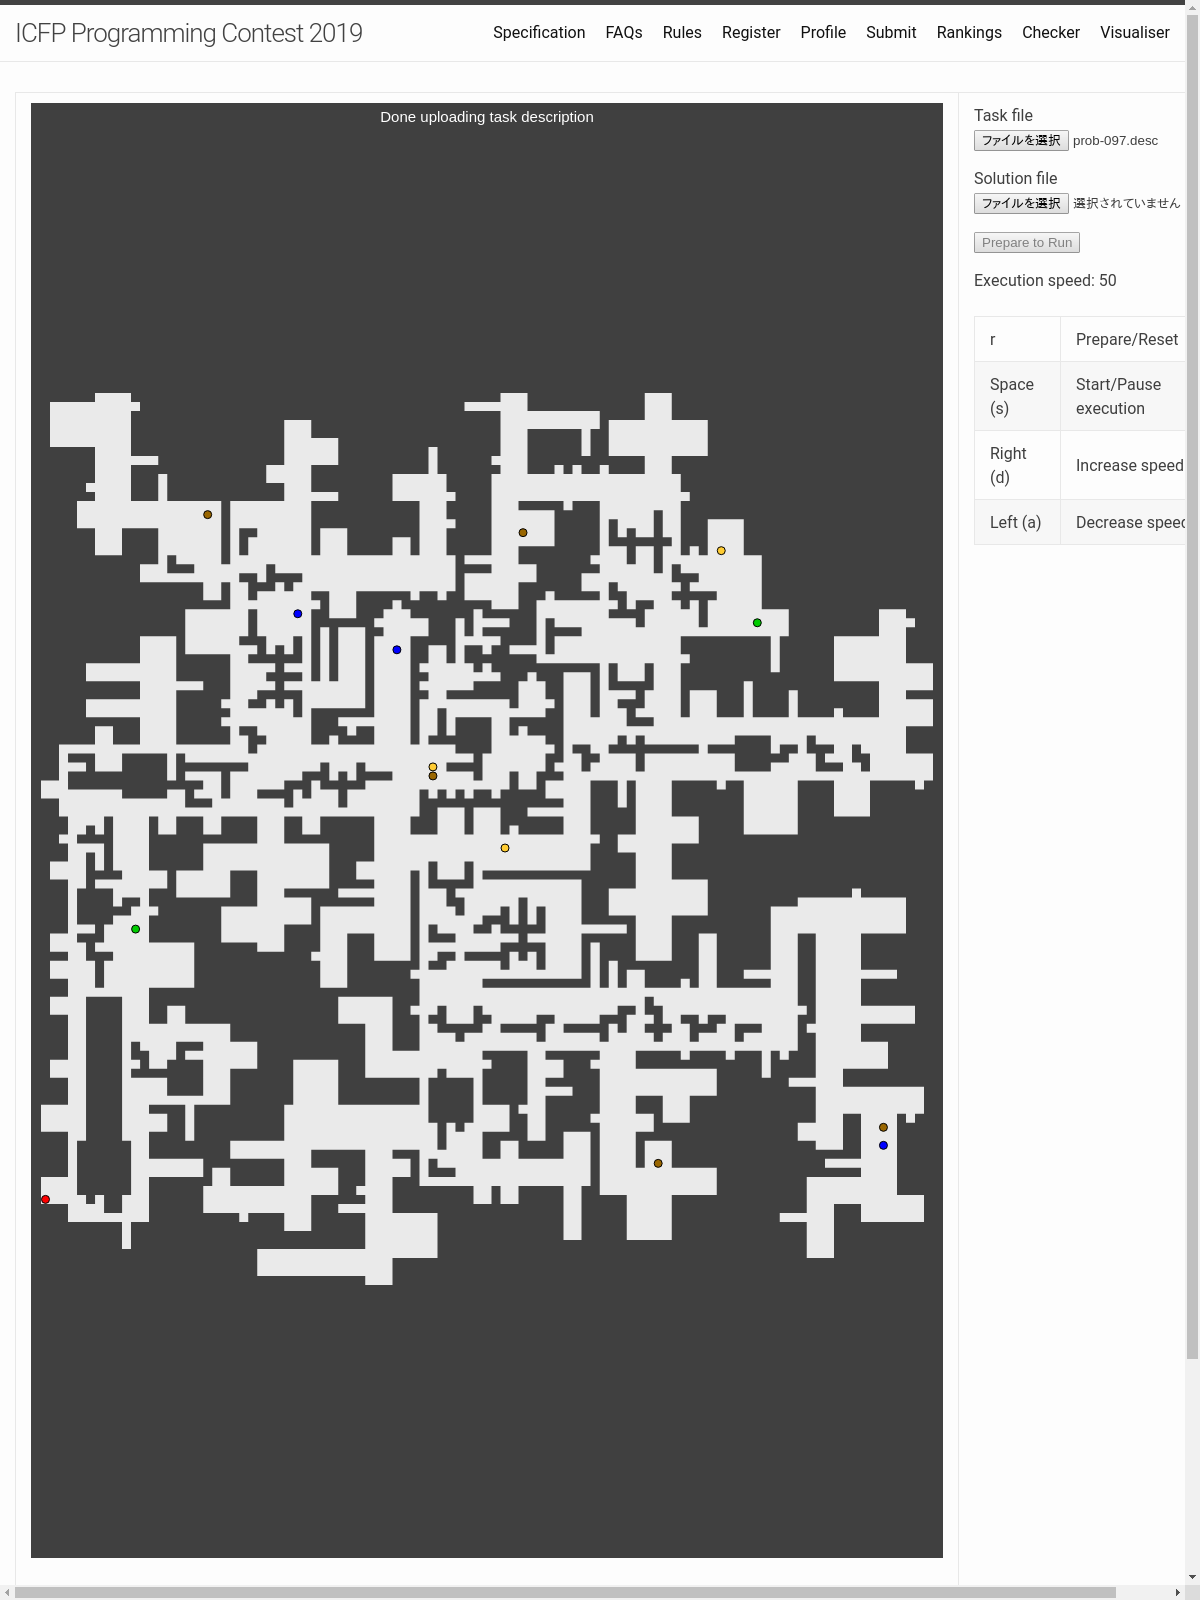 ICFP Programming Contest 2019
Specification FAQs Rules Register Profile Submit Rankings Checker Visualiser
Done uploading task description
Task file
ファイルを選択 prob-097.desc
Solution file
ファイルを選択 選択されていません
Prepare to Run
Execution speed: 50
r Prepare/Reset
Space (s) Start/Pause execution
Right (d) Increase speed
Left (a) Decrease speed